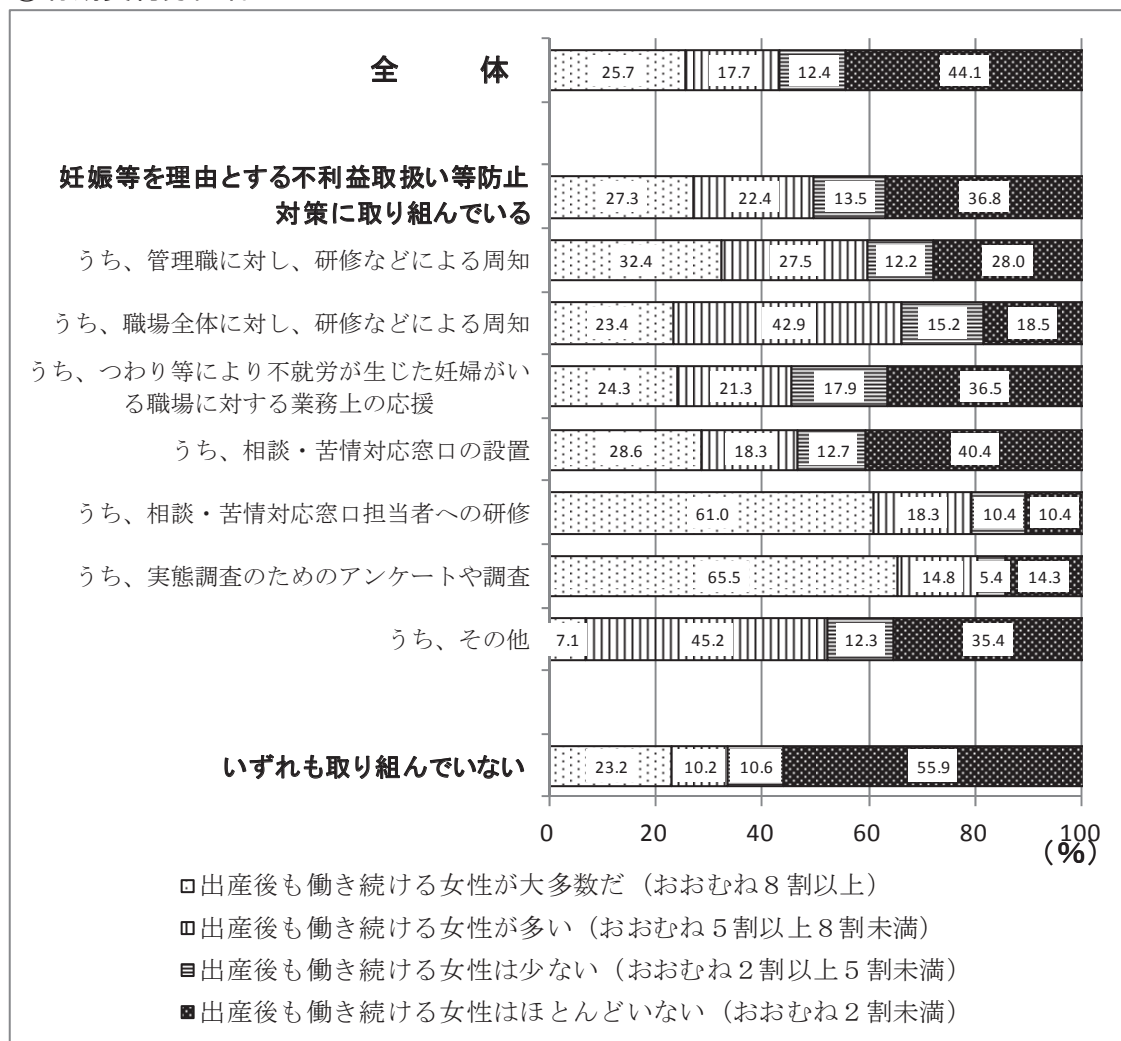 全　　体
25.7 17.7 12.4 44.1
妊娠等を理由とする不利益取扱い等防止
対策に取り組んでいる
27.3 22.4 13.5 36.8
うち、管理職に対し、研修などによる周知
32.4 27.5 12.2 28.0
うち、職場全体に対し、研修などによる周知
23.4 42.9 15.2 18.5
うち、つわり等により不就労が生じた妊婦がい
る職場に対する業務上の応援
24.3 21.3 17.9 36.5
うち、相談・苦情対応窓口の設置
28.6 18.3 12.7 40.4
うち、相談・苦情対応窓口担当者への研修
61.0 18.3 10.4 10.4
うち、実態調査のためのアンケートや調査
65.5 14.8 5.4 14.3
うち、その他
7.1 45.2 12.3 35.4
いずれも取り組んでいない
23.2 10.2 10.6 55.9
0 20 40 60 80 100
（%）
出産後も働き続ける女性が大多数だ（おおむね８割以上）
出産後も働き続ける女性が多い（おおむね５割以上８割未満）
出産後も働き続ける女性は少ない（おおむね２割以上５割未満）
出産後も働き続ける女性はほとんどいない（おおむね２割未満）